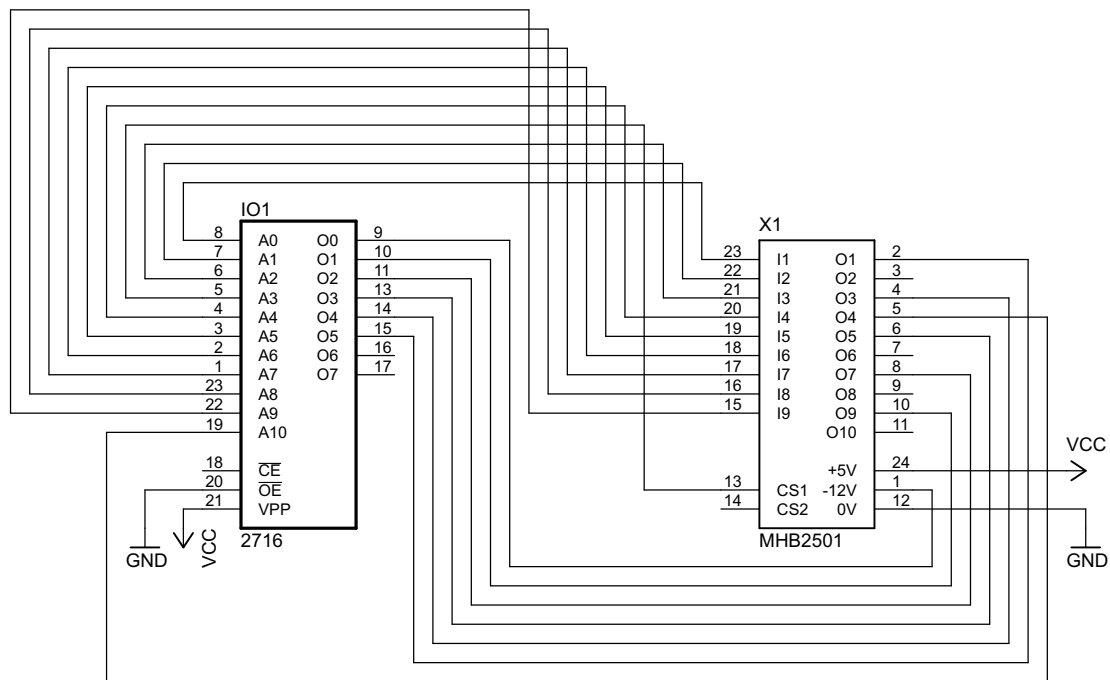 IO1
8 A0 O0 9
7 A1 O1 10
6 A2 O2 11
5 A3 O3 13
4 A4 O4 14
3 A5 O5 15
2 A6 O6 16
1 A7 O7 17
23 A8
22 A9
19 A10
18 CE
20 OE
21 VPP
2716
GND
VCC
X1
23 I1 O1 2
22 I2 O2 3
21 I3 O3 4
20 I4 O4 5
19 I5 O5 6
18 I6 O6 7
17 I7 O7 8
16 I8 O8 9
15 I9 O9 10
O10 11
+5V 24
13 CS1 -12V 1
14 CS2 0V 12
MHB2501
VCC
GND